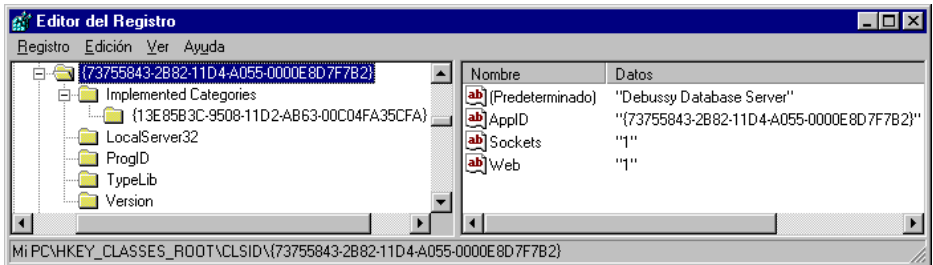 Editor del Registro
Registro Edición Ver Ayuda
{73755843-2B82-11D4-A055-0000E8D7F7B2}
Implemented Categories
{13E85B3C-9508-11D2-AB63-00C04FA35CFA}
LocalServer32
ProgID
TypeLib
Version
Nombre Datos
(Predeterminado) "Debussy Database Server"
AppID "{73755843-2B82-11D4-A055-0000E8D7F7B2}"
Sockets "1"
Web "1"
Mi PC\HKEY_CLASSES_ROOT\CLSID\{73755843-2B82-11D4-A055-0000E8D7F7B2}